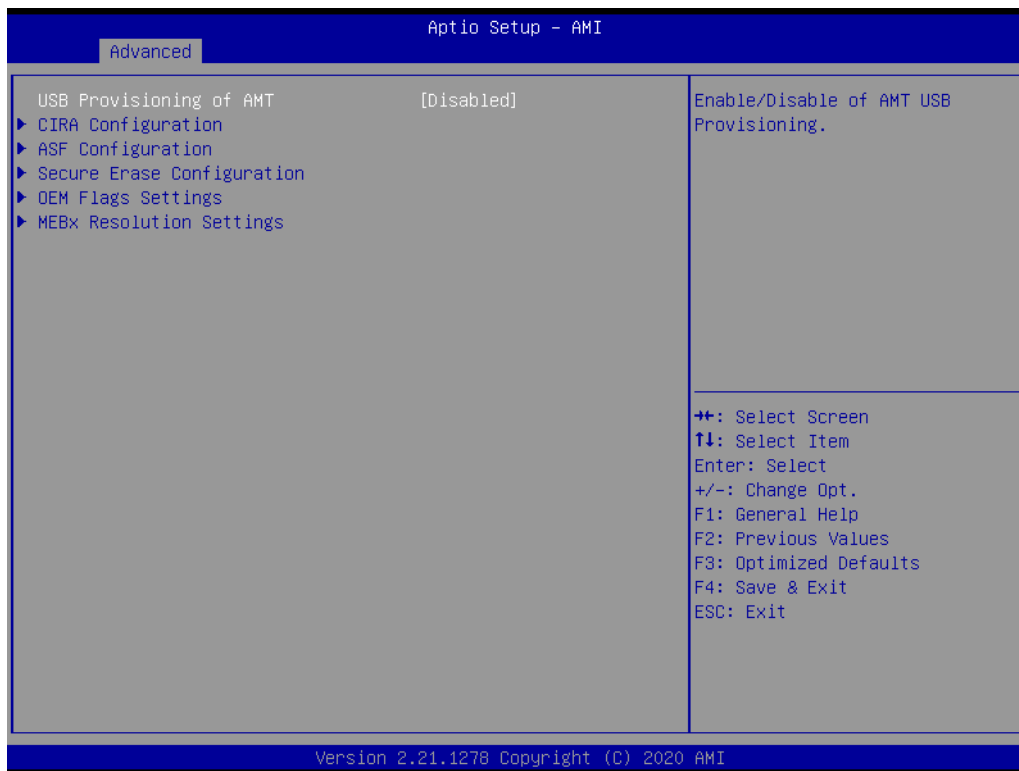 Aptio Setup – AMI
Advanced
USB Provisioning of AMT [Disabled]
▶ CIRA Configuration
▶ ASF Configuration
▶ Secure Erase Configuration
▶ OEM Flags Settings
▶ MEBx Resolution Settings
Enable/Disable of AMT USB
Provisioning.
→←: Select Screen
↑↓: Select Item
Enter: Select
+/-: Change Opt.
F1: General Help
F2: Previous Values
F3: Optimized Defaults
F4: Save & Exit
ESC: Exit
Version 2.21.1278 Copyright (C) 2020 AMI